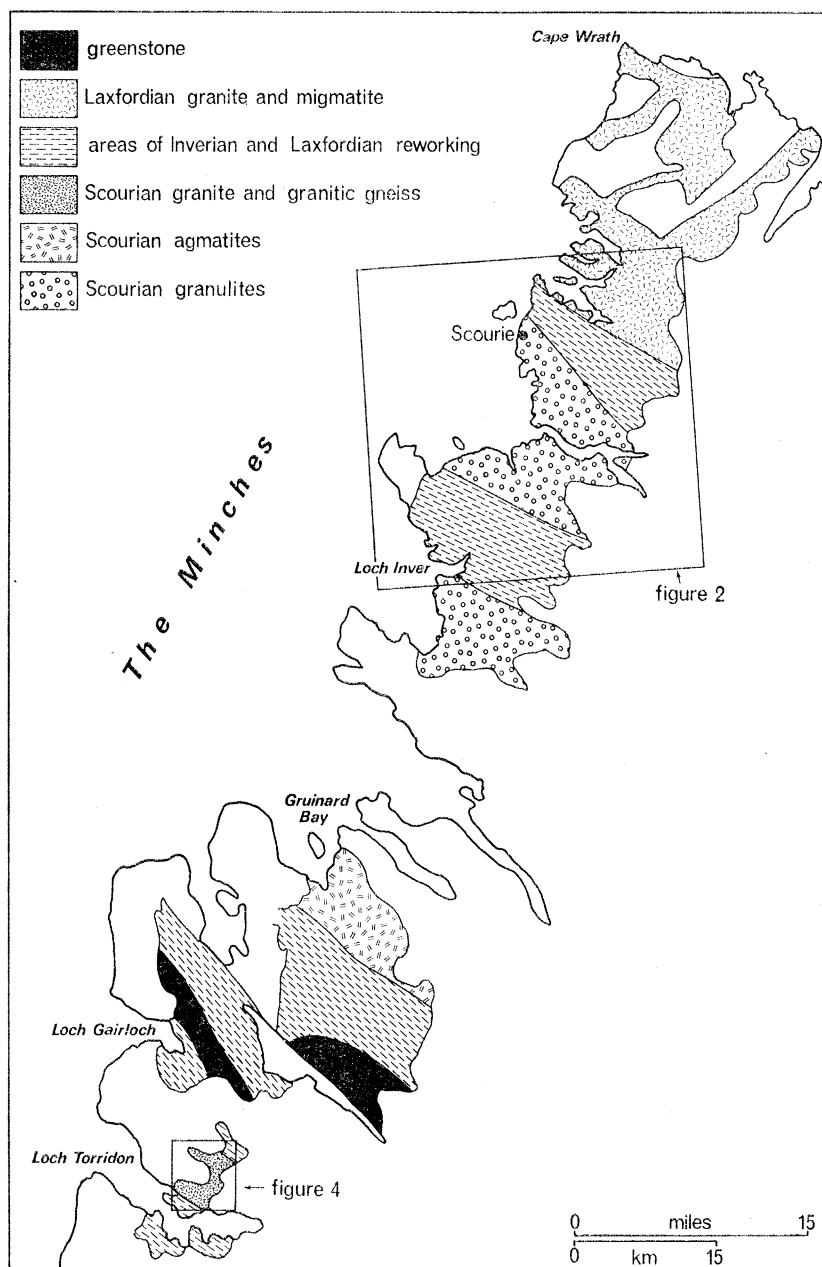 greenstone
Laxfordian granite and migmatite
areas of Inverian and Laxfordian reworking
Scourian granite and granitic gneiss
Scourian agmatites
Scourian granulites
Cape Wrath
Scourie
The Minches
Loch Inver
figure 2
Gruinard
Bay
Loch Gairloch
Loch Torridon
figure 4
0 miles 15
0 km 15